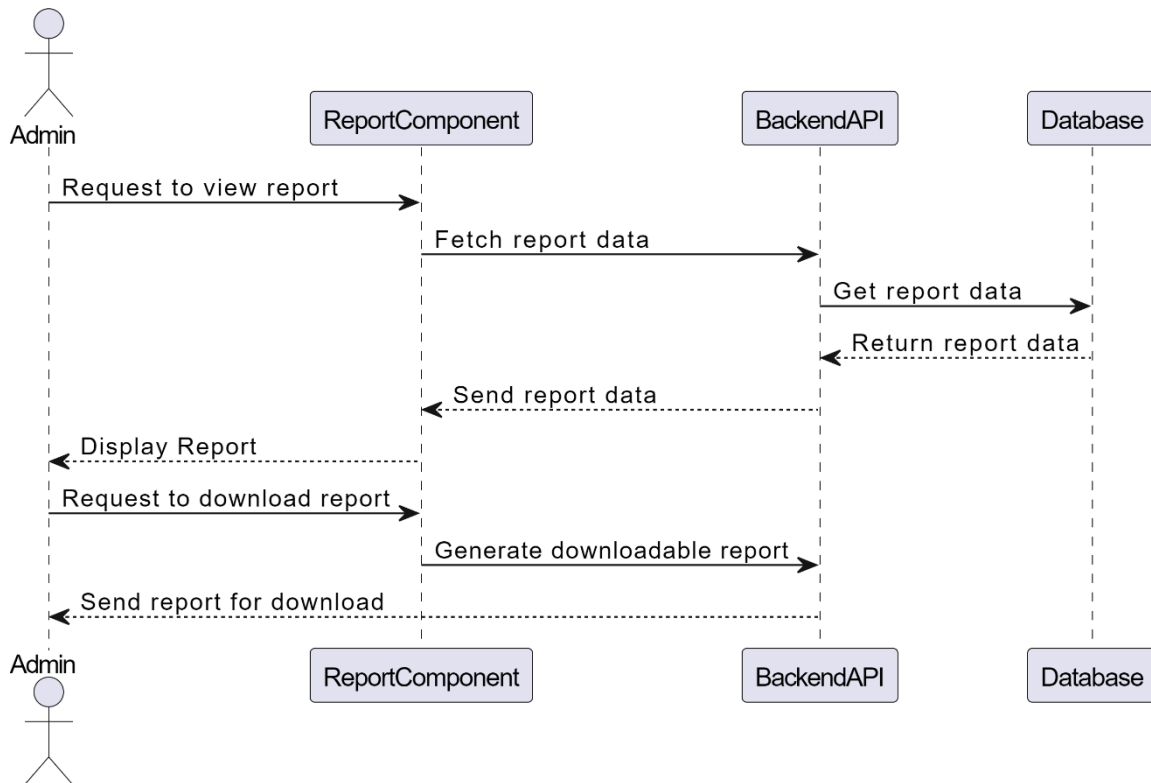 Admin
ReportComponent
BackendAPI
Database
Request to view report
Fetch report data
Get report data
Return report data
Send report data
Display Report
Request to download report
Generate downloadable report
Send report for download
Admin
ReportComponent
BackendAPI
Database